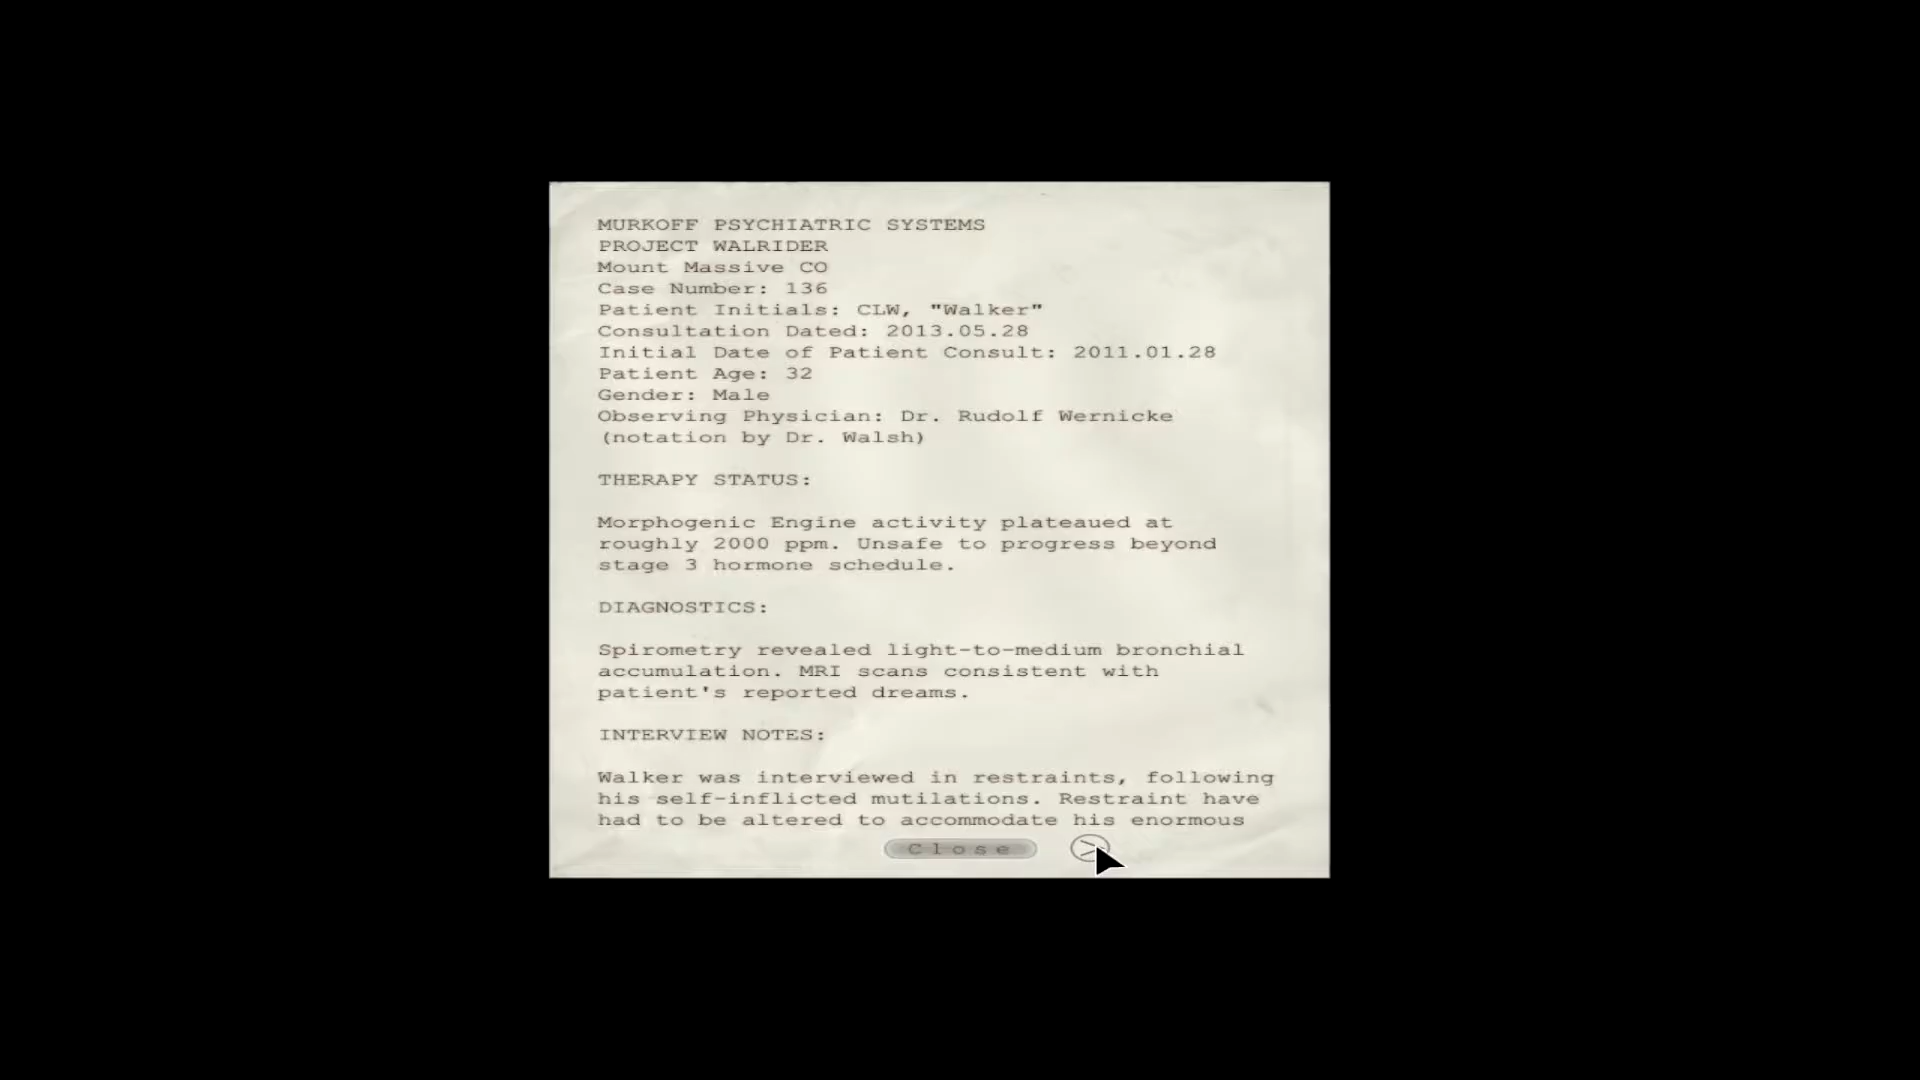 MURKOFF PSYCHIATRIC SYSTEMS
PROJECT WALRIDER
Mount Massive CO
Case Number: 136
Patient Initials: CLW, "Walker"
Consultation Dated: 2013.05.28
Initial Date of Patient Consult: 2011.01.28
Patient Age: 32
Gender: Male
Observing Physician: Dr. Rudolf Wernicke
(notation by Dr. Walsh)
THERAPY STATUS:
Morphogenic Engine activity plateaued at
roughly 2000 ppm. Unsafe to progress beyond
stage 3 hormone schedule.
DIAGNOSTICS:
Spirometry revealed light-to-medium bronchial
accumulation. MRI scans consistent with
patient's reported dreams.
INTERVIEW NOTES:
Walker was interviewed in restraints, following
his self-inflicted mutilations. Restraint have
had to be altered to accommodate his enormous
Close >